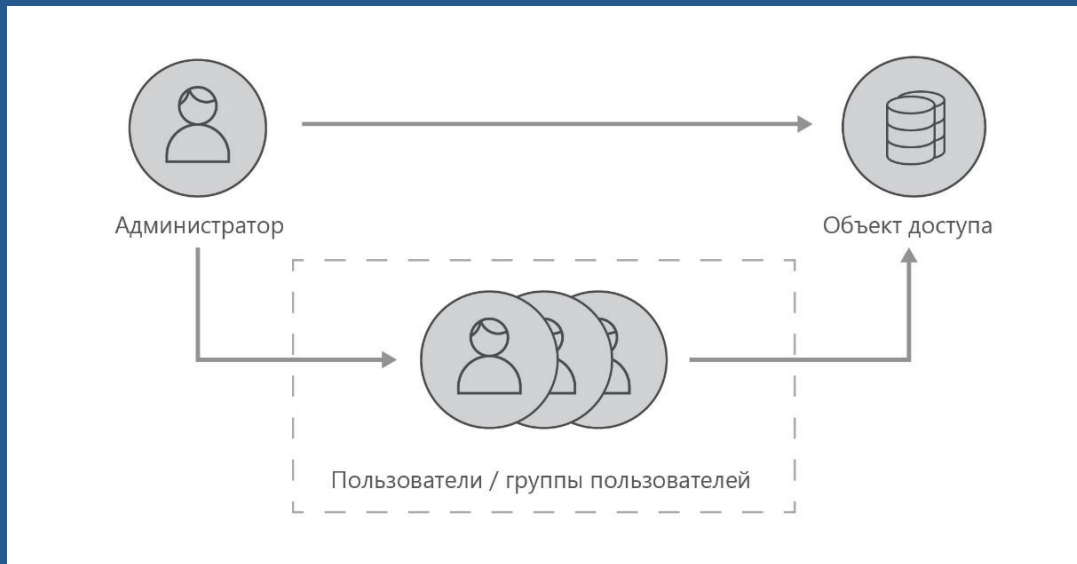 Администратор
Объект доступа
Пользователи / группы пользователей